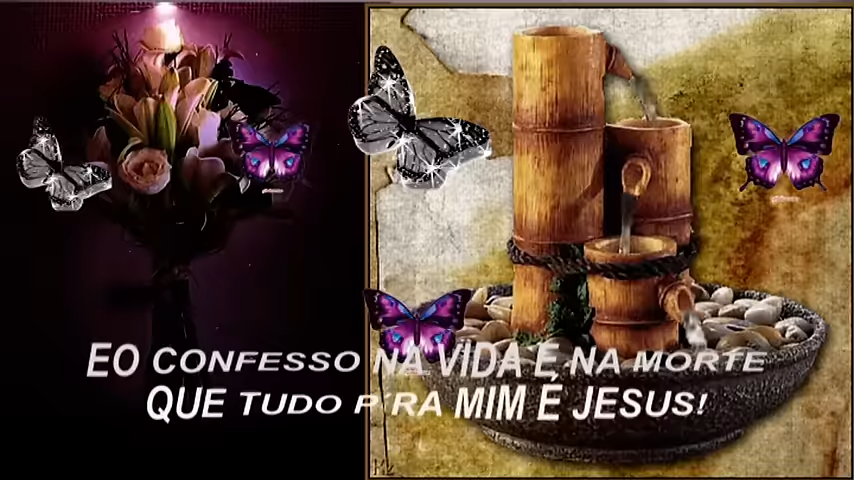 EO CONFESSO NA VIDA E NA MORTE
QUE TUDO P'RA MIM É JESUS!